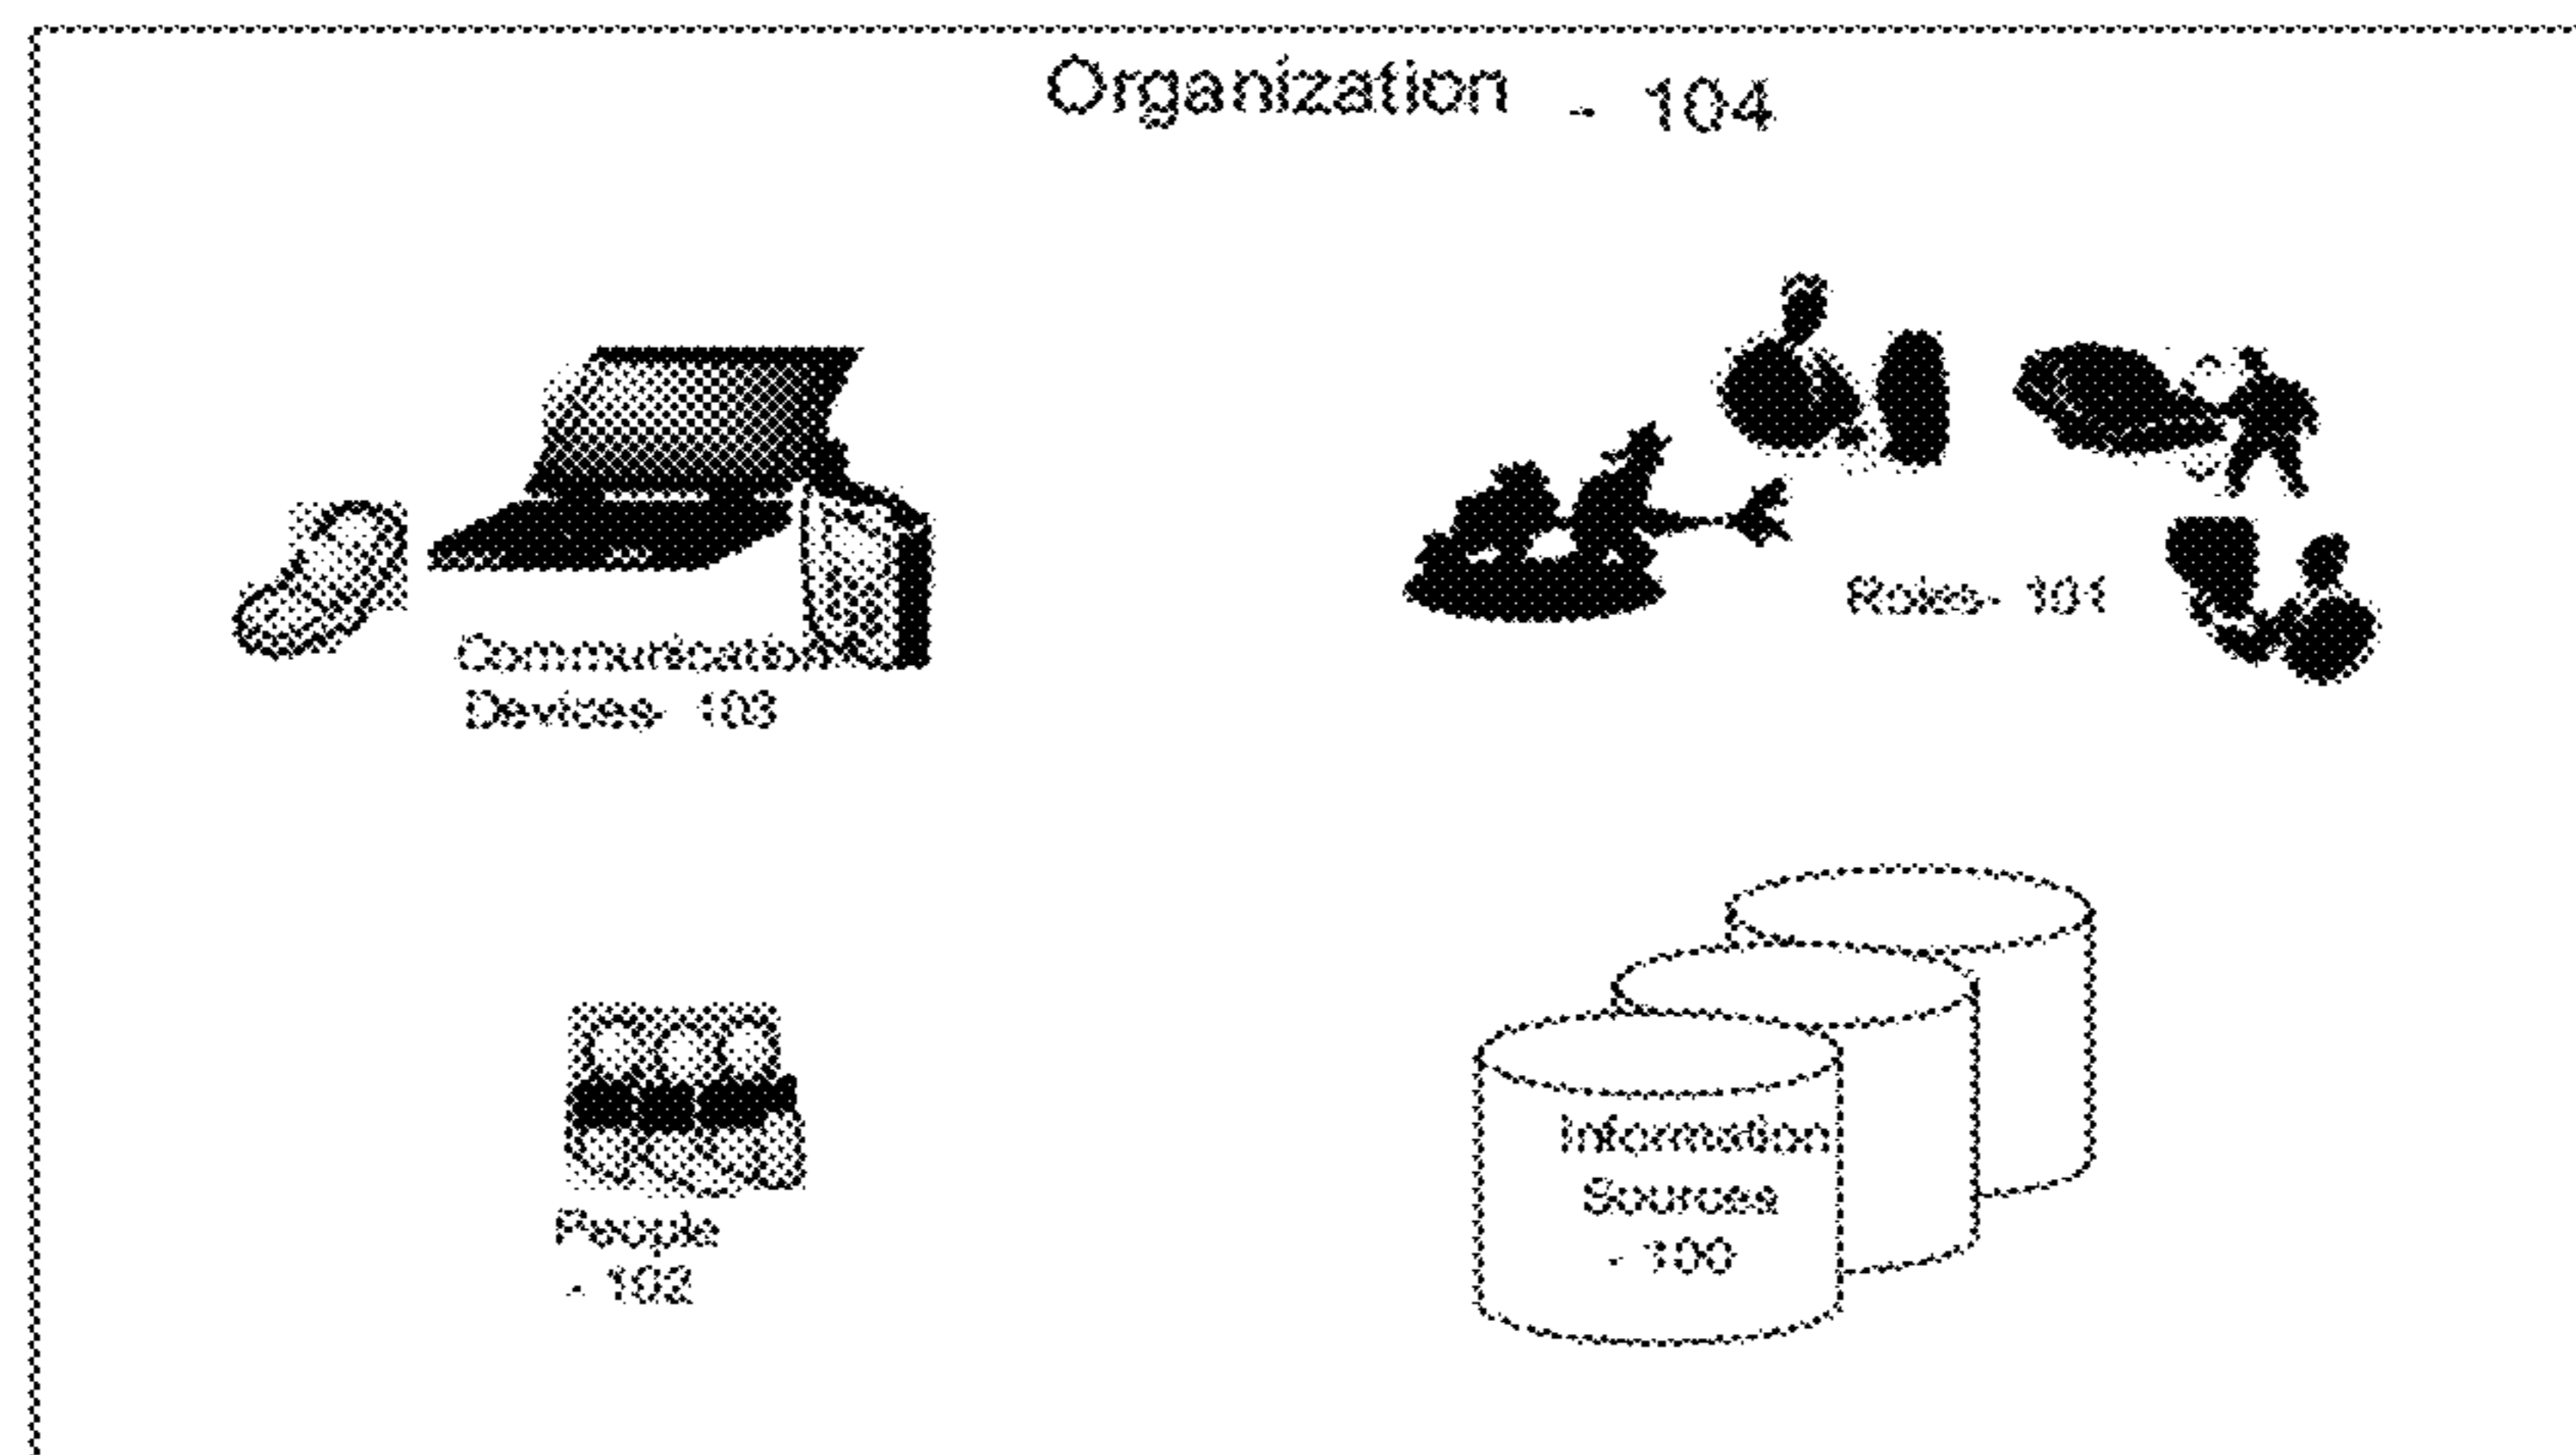 Organization - 104
Communication
Devices- 103
Roles- 101
People
- 102
Information
Sources
- 100